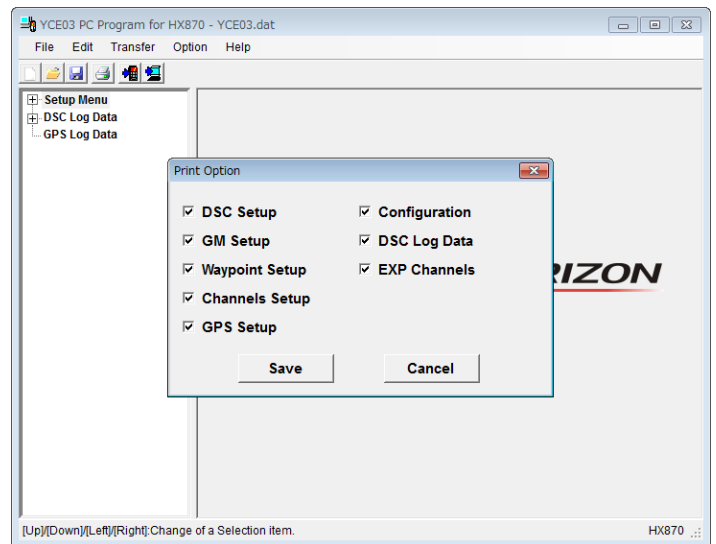 YCE03 PC Program for HX870 - YCE03.dat
File Edit Transfer Option Help
Setup Menu
DSC Log Data
GPS Log Data
Print Option
DSC Setup
Configuration
GM Setup
DSC Log Data
Waypoint Setup
EXP Channels
Channels Setup
GPS Setup
RIZON
Save Cancel
[Up]/[Down]/[Left]/[Right]:Change of a Selection item.
HX870